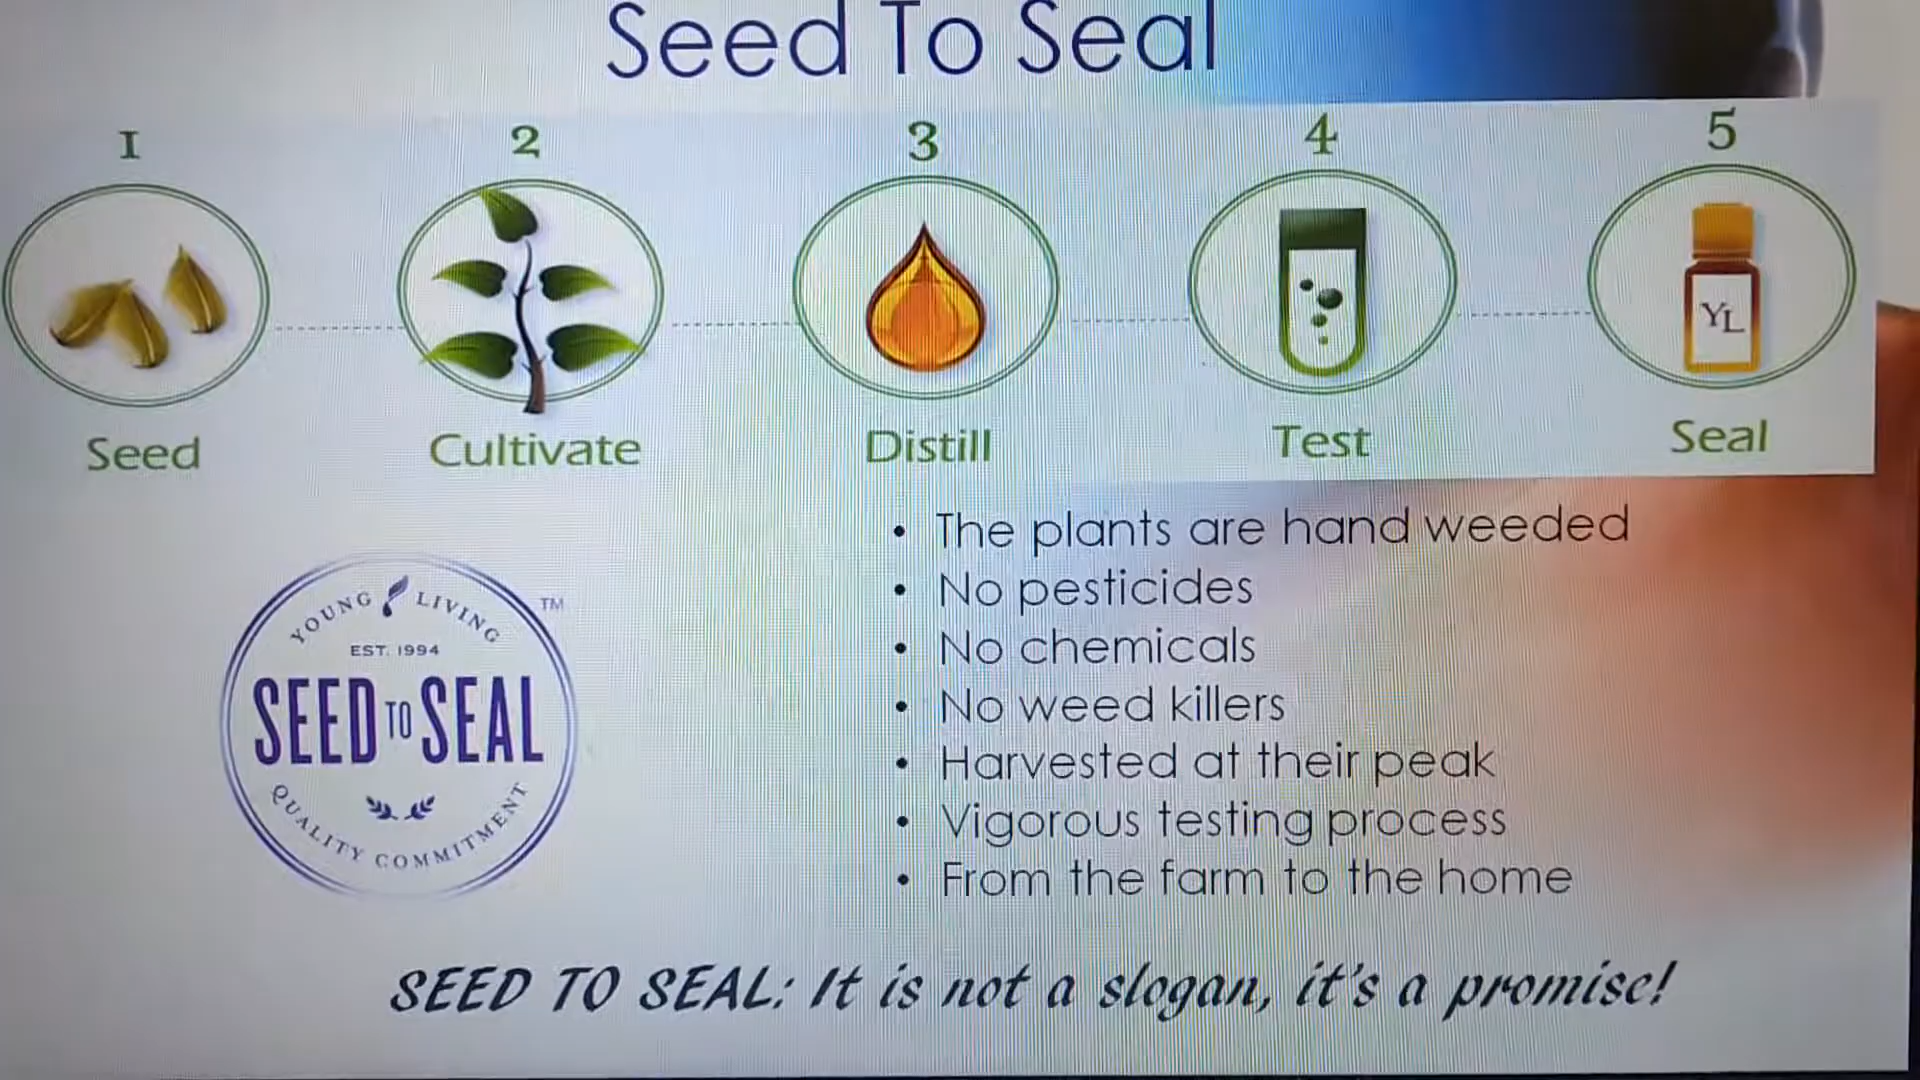 Seed To Seal
1 2 3 4 5
YL
Seed Cultivate Distill Test Seal
YOUNG LIVING TM
EST. 1994
SEED TO SEAL
QUALITY COMMITMENT
• The plants are hand weeded
• No pesticides
• No chemicals
• No weed killers
• Harvested at their peak
• Vigorous testing process
• From the farm to the home
SEED TO SEAL: It is not a slogan, it's a promise!